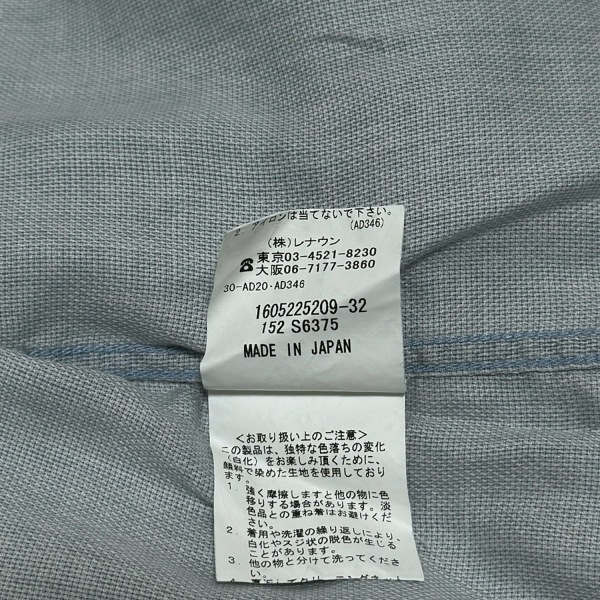 2. アイロンは当てないで下さい。
(AD346)
(株)レナウン
☎東京03-4521-8230
大阪06-7177-3860
30-AD20・AD346
1605225209-32
152 S6375
MADE IN JAPAN
<お取り扱い上のご注意>
この製品は、独特な色落ちの変化
(白化)をお楽しみ頂くために、
顔料で染めた生地を使用しており
ます。
1. 強く摩擦しますと他の物に色
移りする場合があります。淡
色品との重ね着はお避けくだ
さい。
2. 着用や洗濯の繰り返しにより、
白化やスジ状の脱色が生じる
ことがあります。
3. 他の物と分けて洗ってくださ
い。
4.